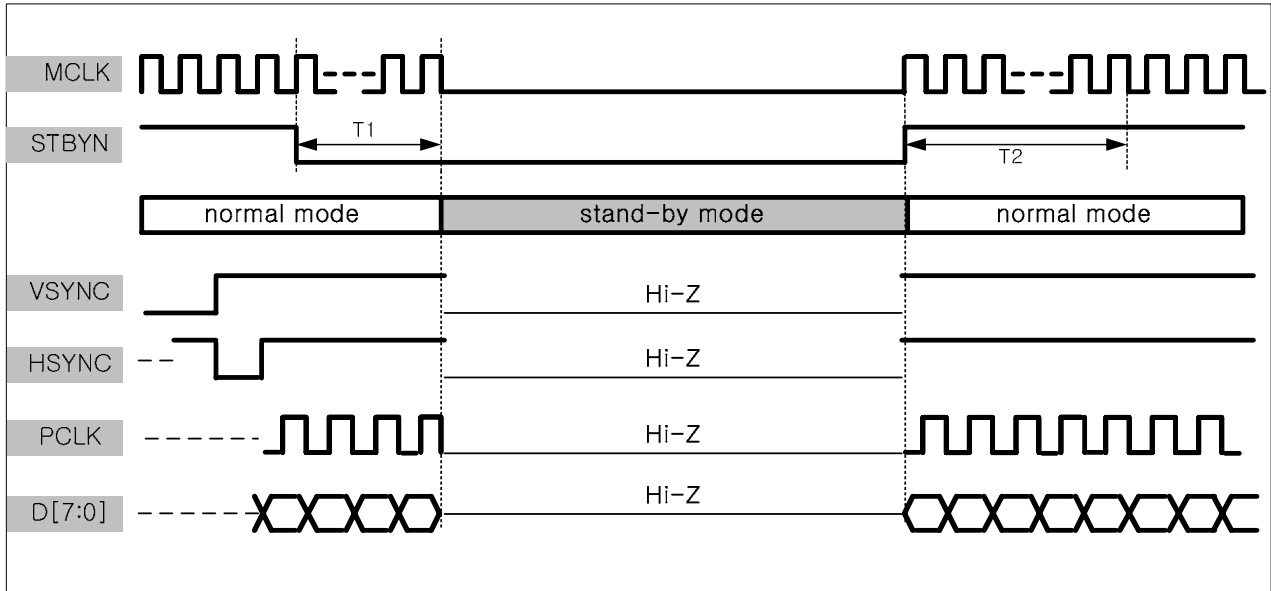 MCLK
STBYN
T1
T2
normal mode
stand-by mode
normal mode
VSYNC
Hi-Z
HSYNC
Hi-Z
PCLK
Hi-Z
D[7:0]
Hi-Z